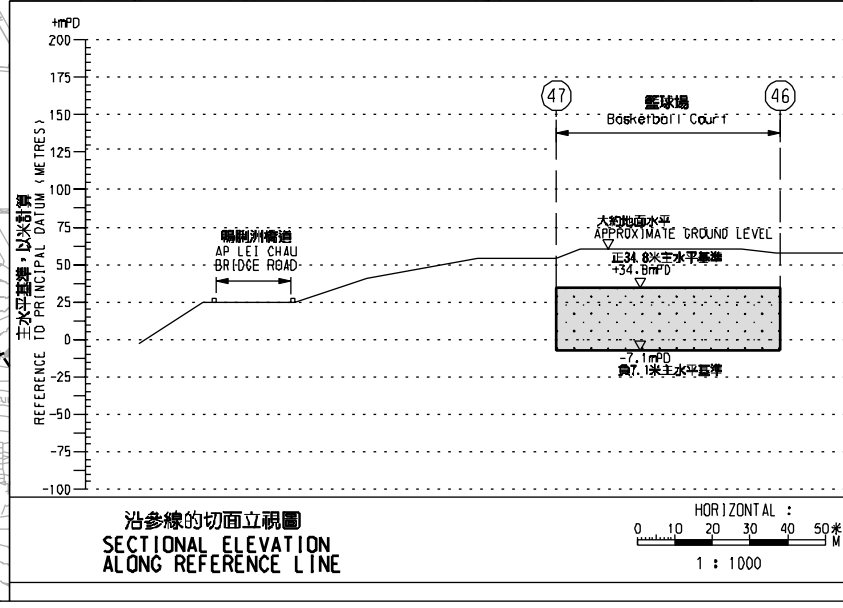 +mPD
200
175
150
125
100
75
50
25
0
-25
-50
-75
-100
主水平基準，以米計算
REFERENCE TO PRINCIPAL DATUM (METRES)
鴨脷洲橋道
AP LEI CHAU
BRIDGE ROAD
47
46
籃球場
Basketball Court
大約地面水平
APPROXIMATE GROUND LEVEL
正34.8米主水平基準
+34.8mPD
-7.1mPD
負7.1米主水平基準
沿參線的切面立視圖
SECTIONAL ELEVATION
ALONG REFERENCE LINE
HORIZONTAL :
0 10 20 30 40 50米
M
1 : 1000